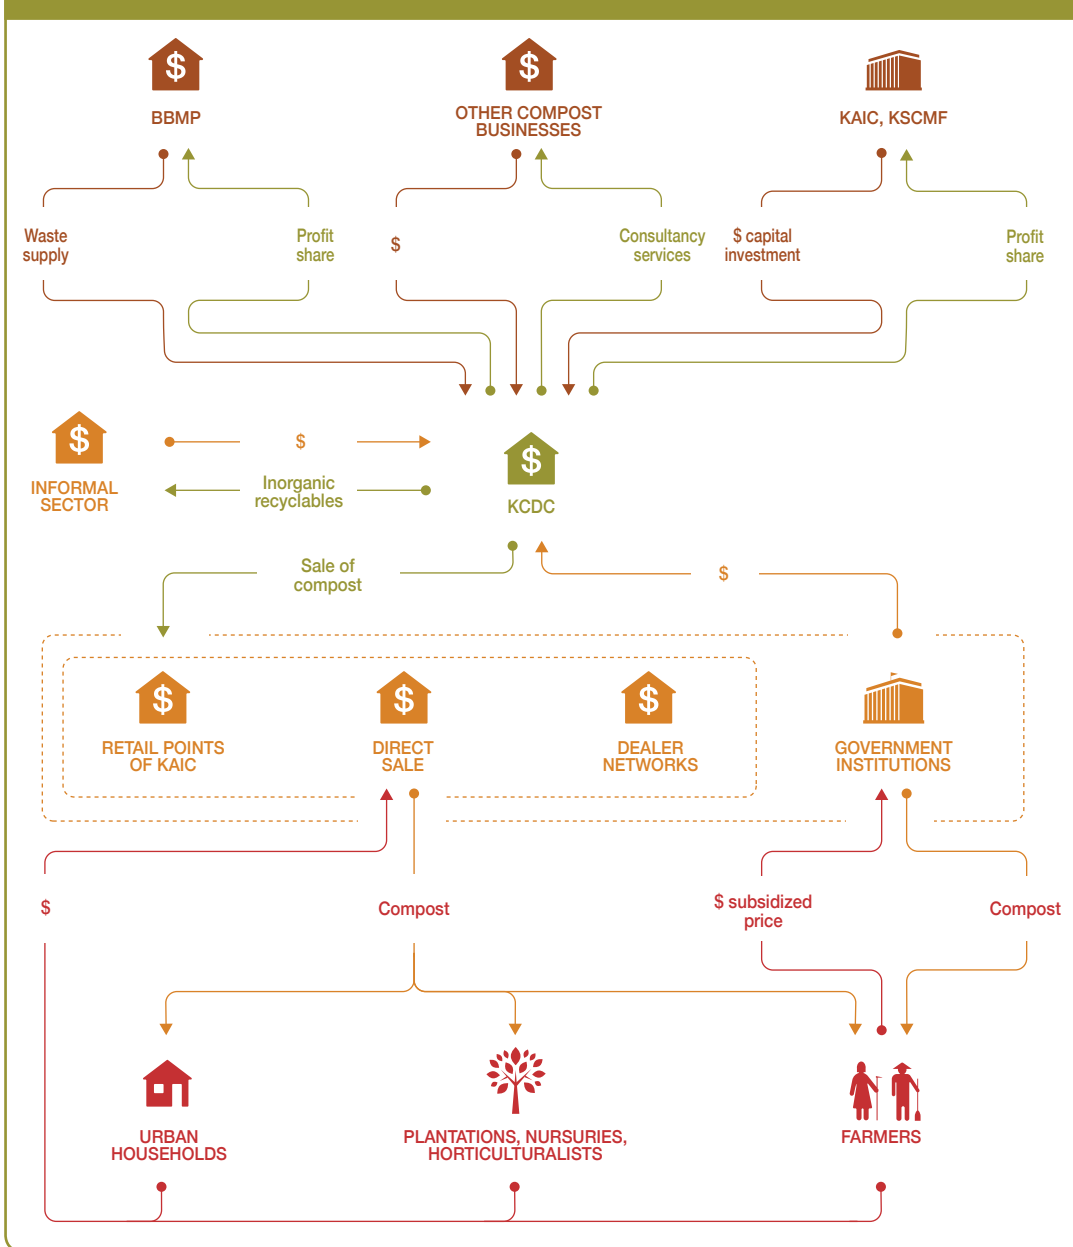 $
$
BBMP
OTHER COMPOST
BUSINESSES
KAIC, KSCMF
Waste
supply
Profit
share
$
Consultancy
services
$ capital
investment
Profit
share
$
INFORMAL
SECTOR
$
Inorganic
recyclables
$
KCDC
Sale of
compost
$
$
RETAIL POINTS
OF KAIC
$
DIRECT
SALE
$
DEALER
NETWORKS
GOVERNMENT
INSTITUTIONS
$
Compost
$ subsidized
price
Compost
URBAN
HOUSEHOLDS
PLANTATIONS, NURSURIES,
HORTICULTURALISTS
FARMERS